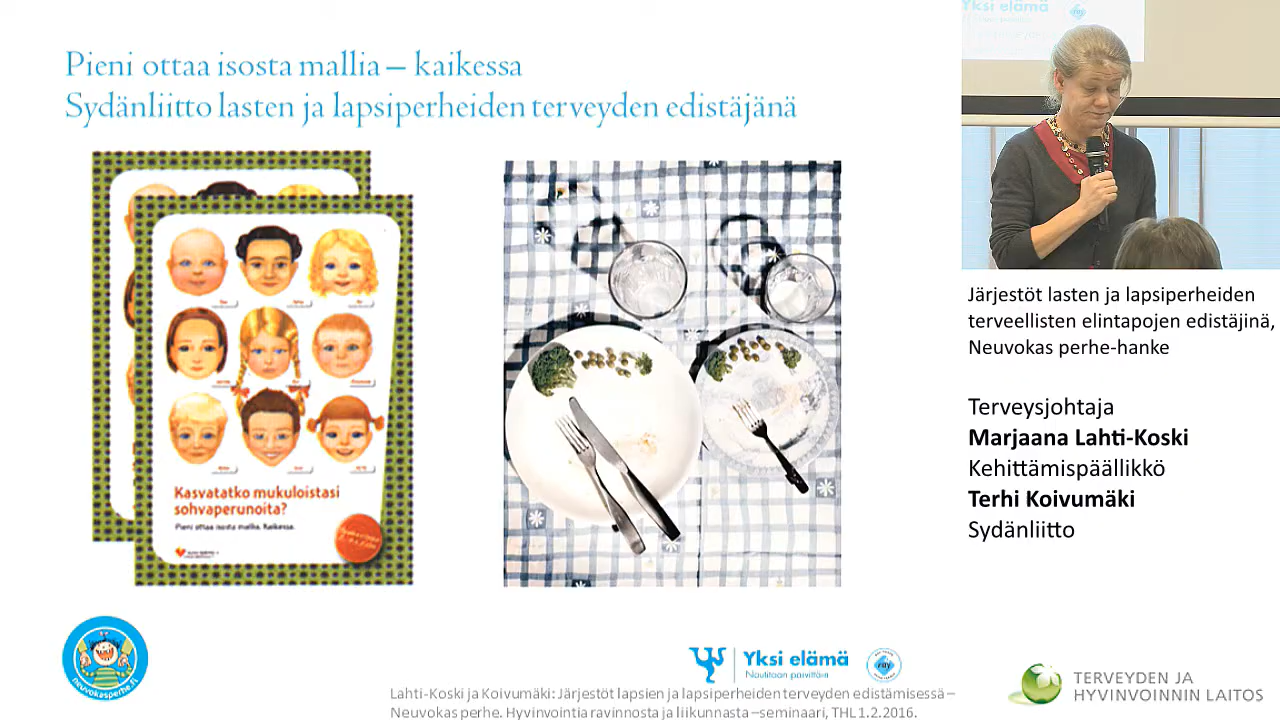 Pieni ottaa isosta mallia – kaikessa
Sydänliitto lasten ja lapsiperheiden terveyden edistäjänä
Kasvatatko mukuloistasi
sohvaperunoita?
Pieni ottaa isosta mallia. Kaikessa.
neuvokasperhe.fi
Yksi elämä
Nautitaan päivittäin
ray
Lahti-Koski ja Koivumäki: Järjestöt lapsien ja lapsiperheiden terveyden edistämisessä –
Neuvokas perhe. Hyvinvointia ravinnosta ja liikunnasta –seminaari, THL 1.2.2016.
Yksi elämä
Järjestöt lasten ja lapsiperheiden
terveellisten elintapojen edistäjinä,
Neuvokas perhe-hanke
Terveysjohtaja
Marjaana Lahti-Koski
Kehittämispäällikkö
Terhi Koivumäki
Sydänliitto
TERVEYDEN JA
HYVINVOINNIN LAITOS